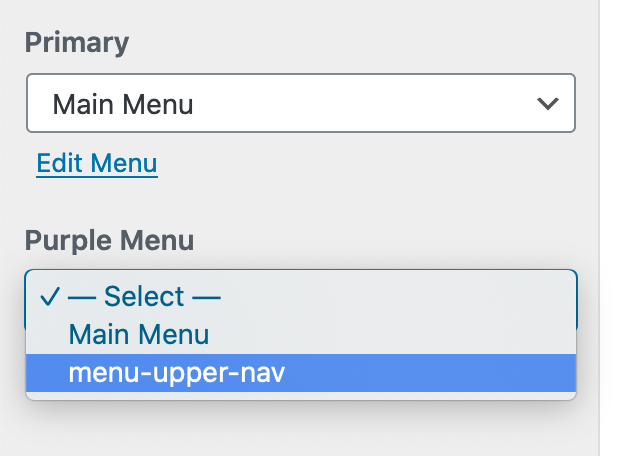 Primary
Main Menu
Edit Menu
Purple Menu
✓ — Select —
Main Menu
menu-upper-nav